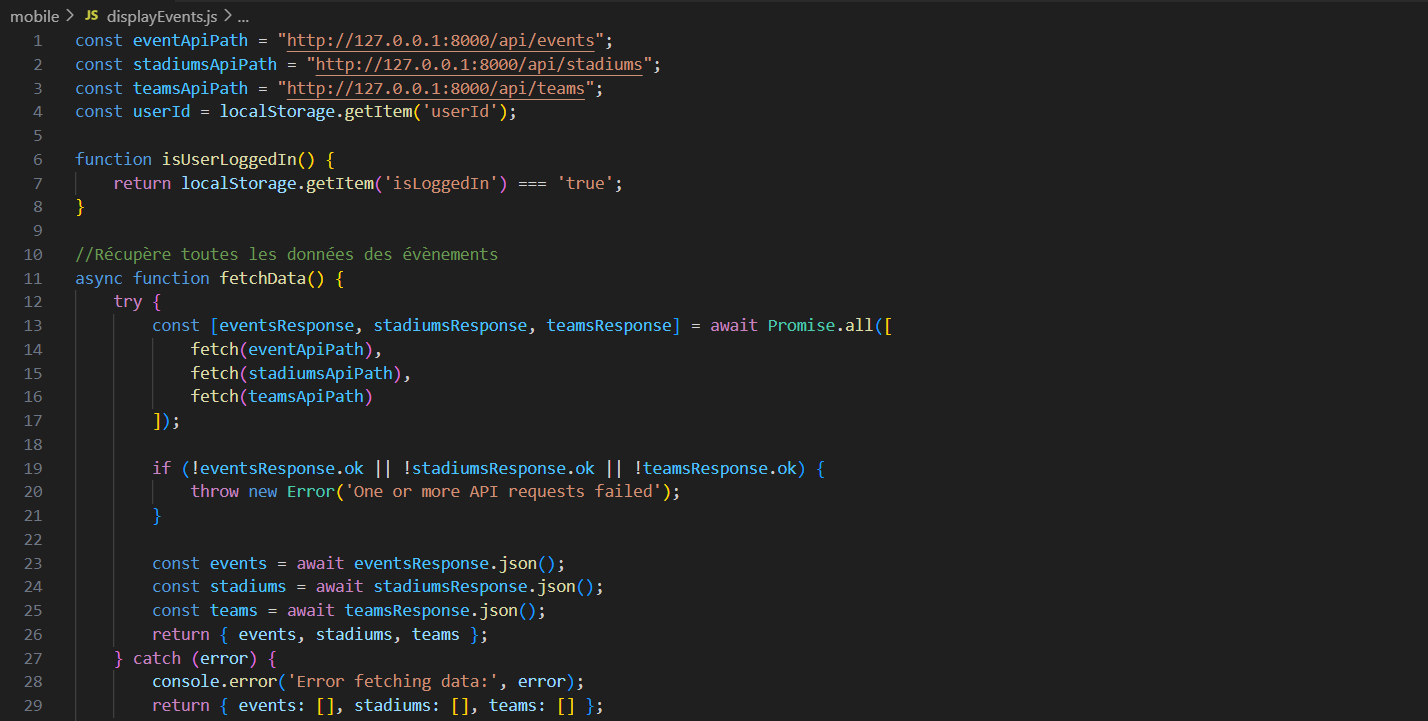 mobile > JS displayEvents.js > ...
1 const eventApiPath = "http://127.0.0.1:8000/api/events";
2 const stadiumsApiPath = "http://127.0.0.1:8000/api/stadiums";
3 const teamsApiPath = "http://127.0.0.1:8000/api/teams";
4 const userId = localStorage.getItem('userId');
5
6 function isUserLoggedIn() {
7     return localStorage.getItem('isLoggedIn') === 'true';
8 }
9
10 //Récupère toutes les données des évènements
11 async function fetchData() {
12     try {
13         const [eventsResponse, stadiumsResponse, teamsResponse] = await Promise.all([
14             fetch(eventApiPath),
15             fetch(stadiumsApiPath),
16             fetch(teamsApiPath)
17         ]);
18
19         if (!eventsResponse.ok || !stadiumsResponse.ok || !teamsResponse.ok) {
20             throw new Error('One or more API requests failed');
21         }
22
23         const events = await eventsResponse.json();
24         const stadiums = await stadiumsResponse.json();
25         const teams = await teamsResponse.json();
26         return { events, stadiums, teams };
27     } catch (error) {
28         console.error('Error fetching data:', error);
29         return { events: [], stadiums: [], teams: [] };